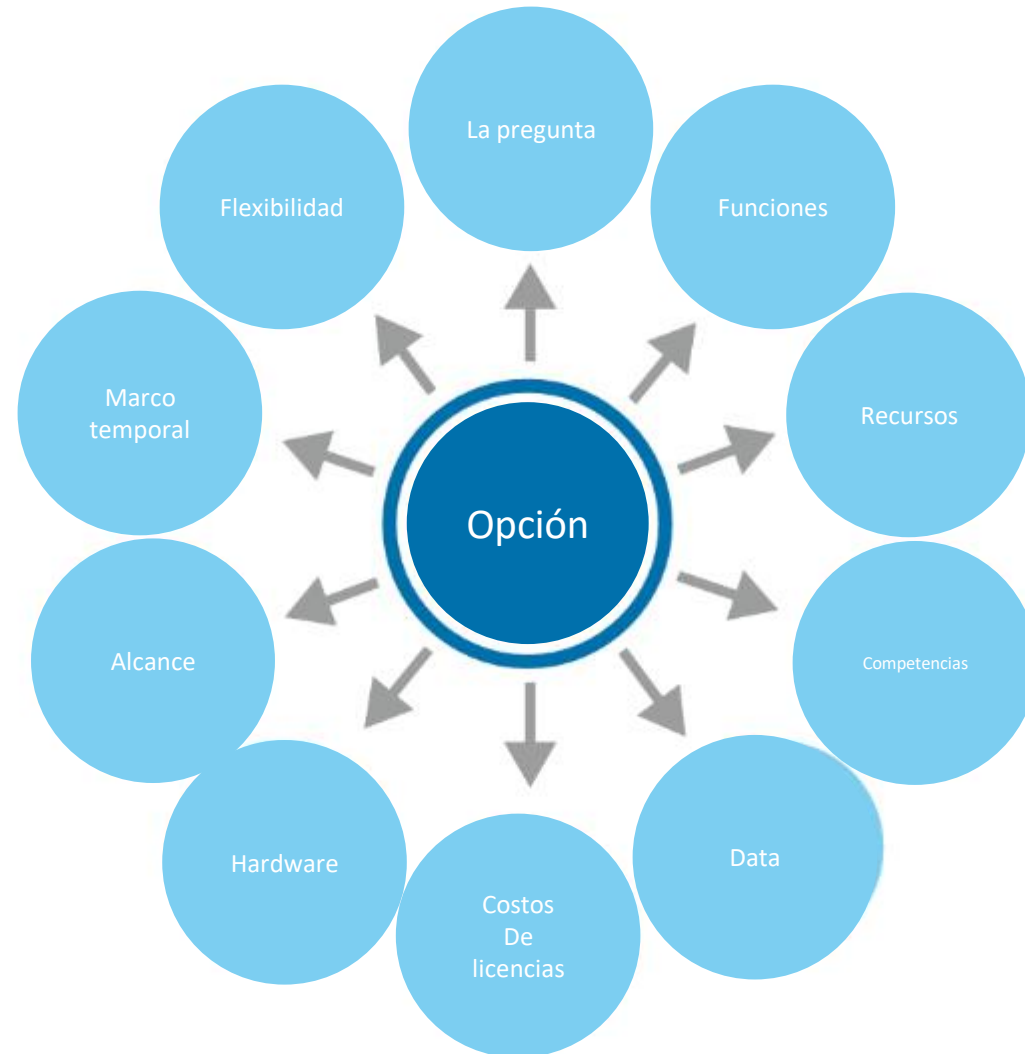 La pregunta
Funciones
Recursos
Competencias
Data
Costos
De
licencias
Hardware
Alcance
Marco
temporal
Flexibilidad
Opción